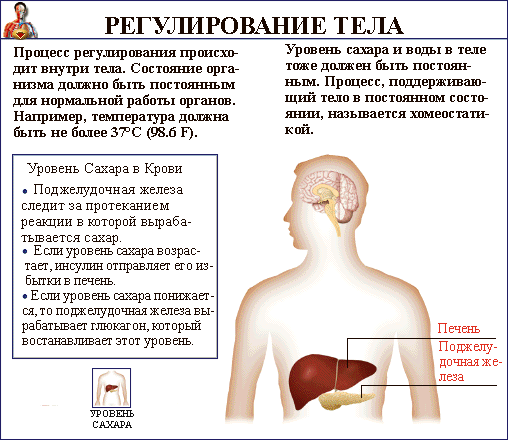 РЕГУЛИРОВАНИЕ ТЕЛА
Процесс регулирования происхо-
дит внутри тела. Состояние орга-
низма должно быть постоянным
для нормальной работы органов.
Например, температура должна
быть не более 37°C (98.6 F).
Уровень сахара и воды в теле
тоже должен быть постоян-
ным. Процесс, поддерживаю-
щий тело в постоянном состо-
янии, называется хомеостати-
кой.
Уровень Сахара в Крови
• Поджелудочная железа
следит за протеканием
реакции в которой выраба-
тывается сахар.
• Если уровень сахара возрас-
тает, инсулин отправляет его из-
бытки в печень.
• Если уровень сахара понижает-
ся, то поджелудочная железа вы-
рабатывает глюкагон, который
востанавливает этот уровень.
Печень
Поджелу-
дочная же-
леза
УРОВЕНЬ
САХАРА